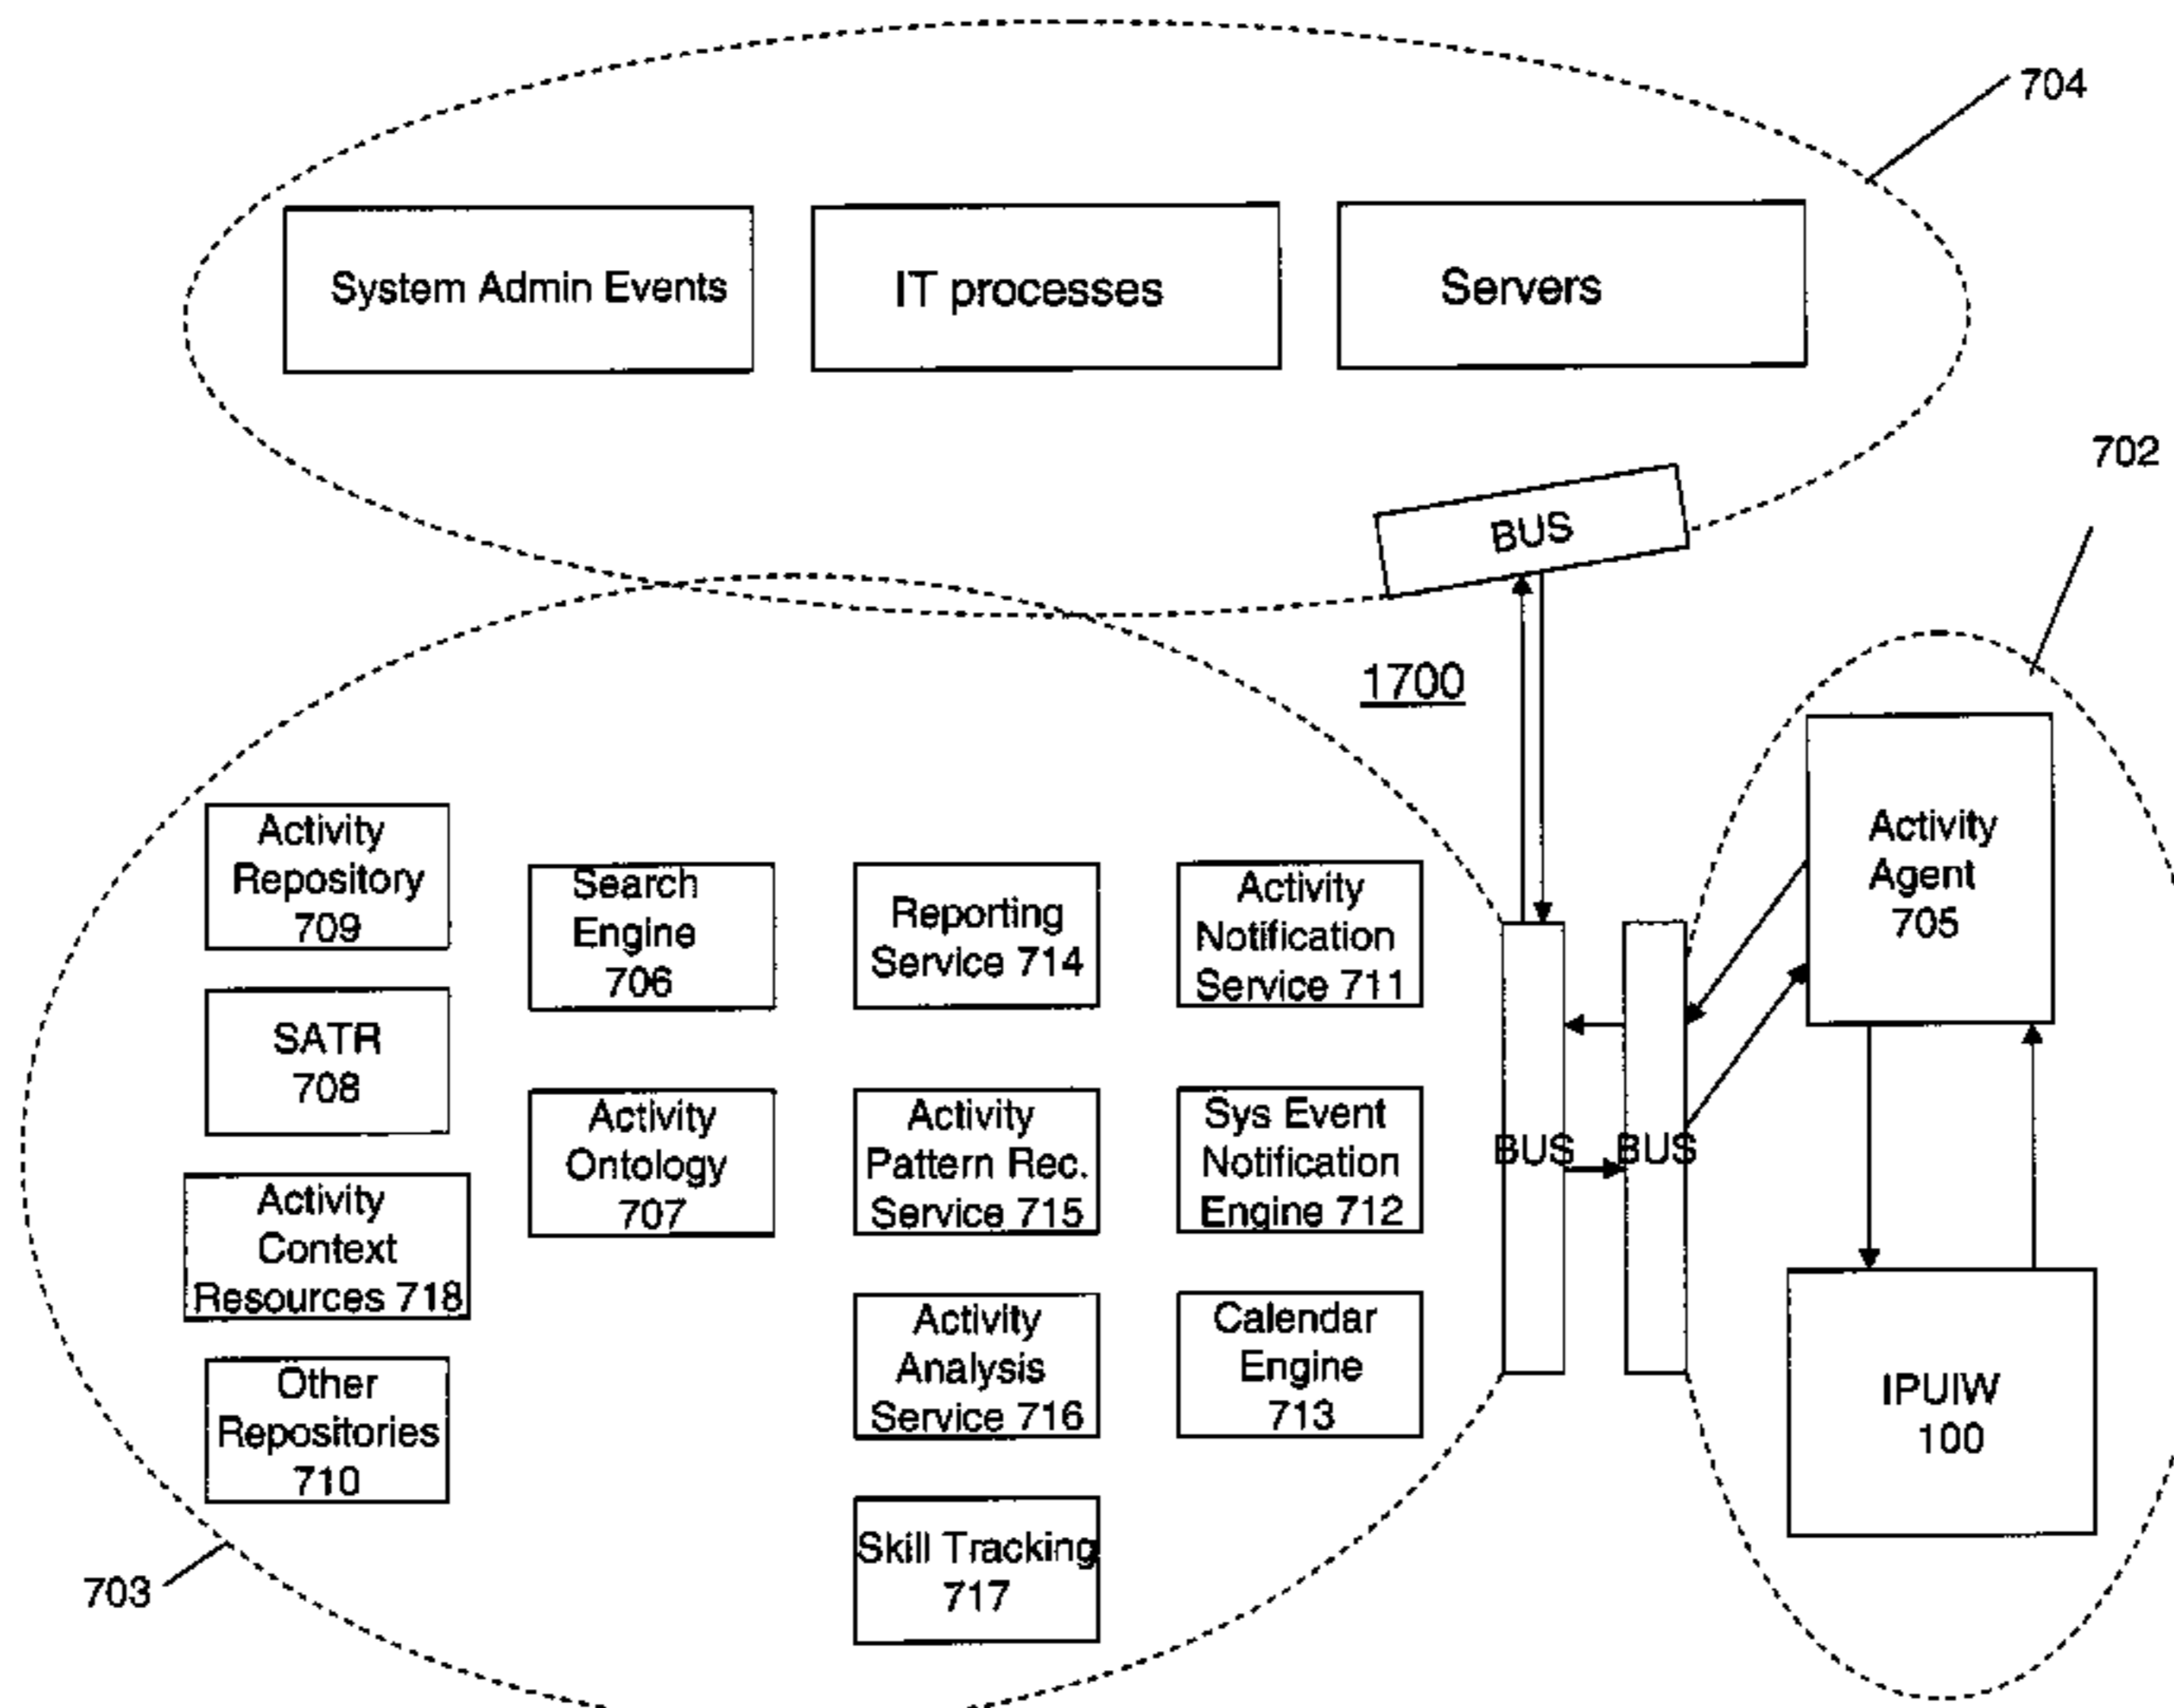 704
System Admin Events
IT processes
Servers
702
BUS
1700
Activity
Repository
709
Search
Engine
706
Reporting
Service 714
Activity
Notification
Service 711
Activity
Agent
705
SATR
708
Activity
Ontology
707
Activity
Pattern Rec.
Service 715
Sys Event
Notification
Engine 712
BUS
BUS
Activity
Context
Resources 718
Activity
Analysis
Service 716
Calendar
Engine
713
IPUIW
100
Other
Repositories
710
Skill Tracking
717
703